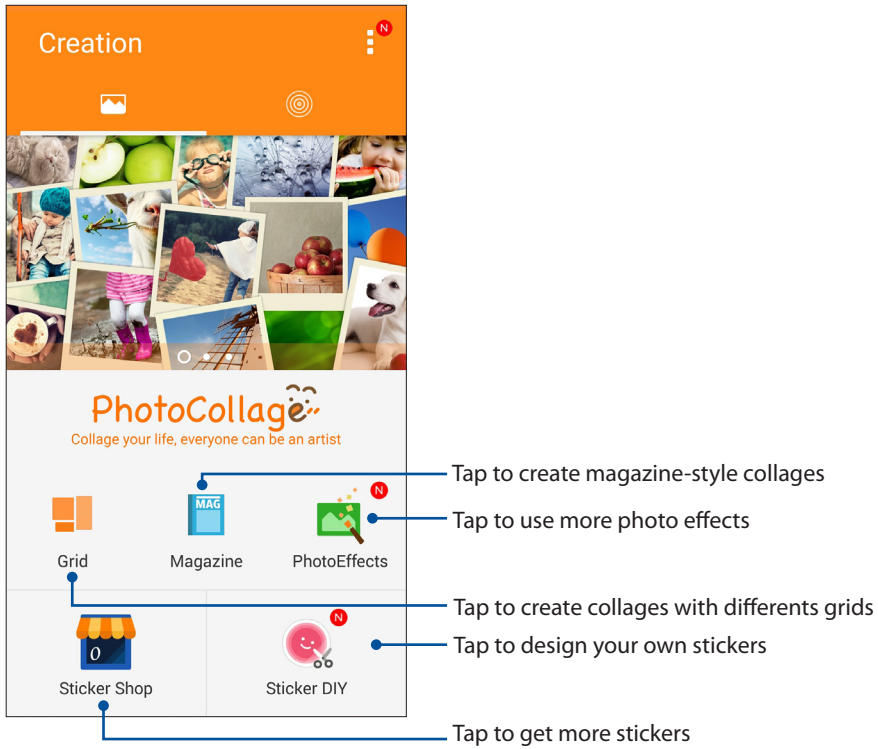 Creation
N
PhotoCollage
Collage your life, everyone can be an artist
Tap to create magazine-style collages
MAG
N
Tap to use more photo effects
Grid
Magazine
PhotoEffects
Tap to create collages with differents grids
N
Tap to design your own stickers
0
Sticker Shop
Sticker DIY
Tap to get more stickers